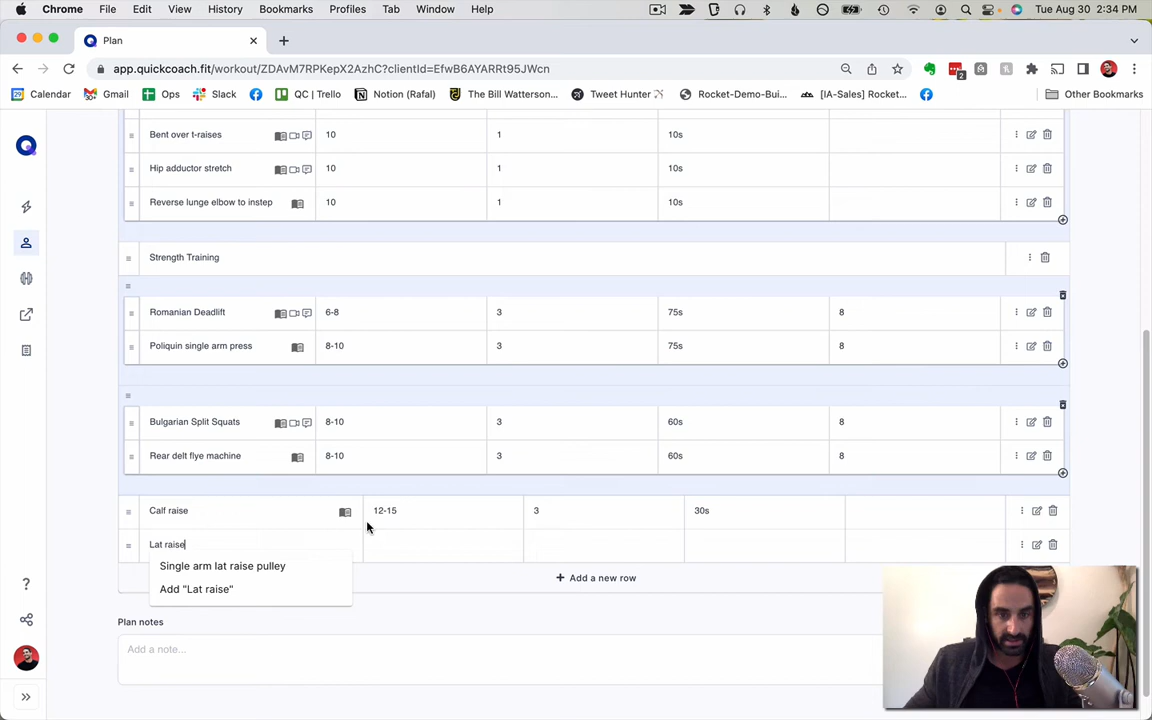 Chrome File Edit View History Bookmarks Profiles Tab Window Help Tue Aug 30 2:34 PM
Plan
app.quickcoach.fit/workout/ZDAvM7RPKepX2AzhC?clientId=EfwB6AYARRt95JWcn
2
Calendar Gmail Ops Slack QC | Trello Notion (Rafal) The Bill Watterson... Tweet Hunter Rocket-Demo-Bui... [IA-Sales] Rocket... Other Bookmarks
Bent over t-raises 10 1 10s
Hip adductor stretch 10 1 10s
Reverse lunge elbow to instep 10 1 10s
Strength Training
Romanian Deadlift 6-8 3 75s 8
Poliquin single arm press 8-10 3 75s 8
Bulgarian Split Squats 8-10 3 60s 8
Rear delt flye machine 8-10 3 60s 8
Calf raise 12-15 3 30s
Lat raise
Single arm lat raise pulley
Add "Lat raise"
Add a new row
Plan notes
Add a note...